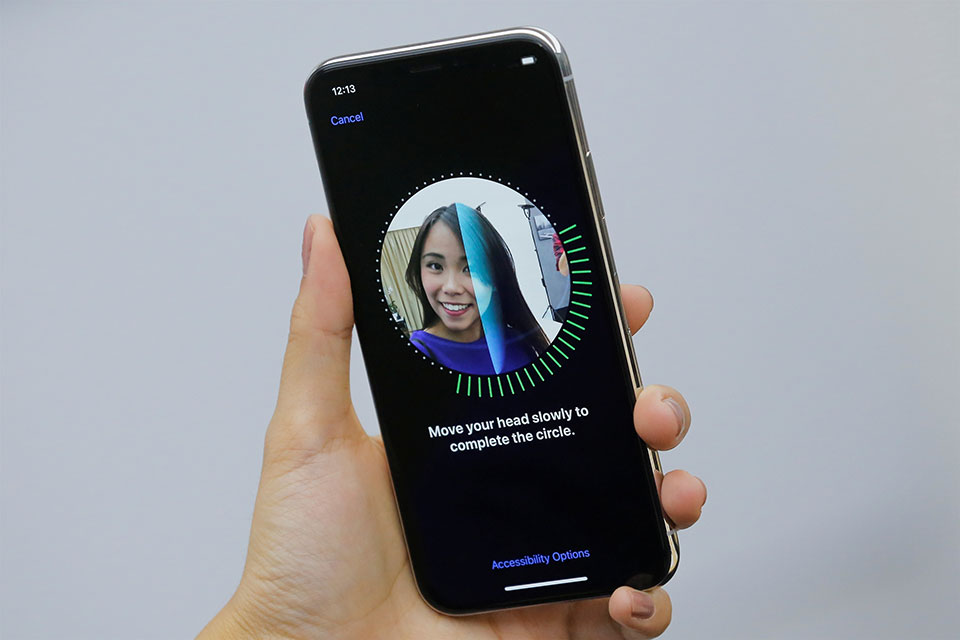 12:13
Cancel
Move your head slowly to
complete the circle.
Accessibility Options